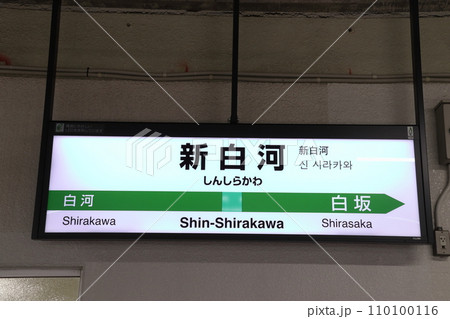 新白河
新白河
신 시라카와
しんしらかわ
白河 白坂
Shirakawa Shin-Shirakawa Shirasaka
PIXTA
110100116